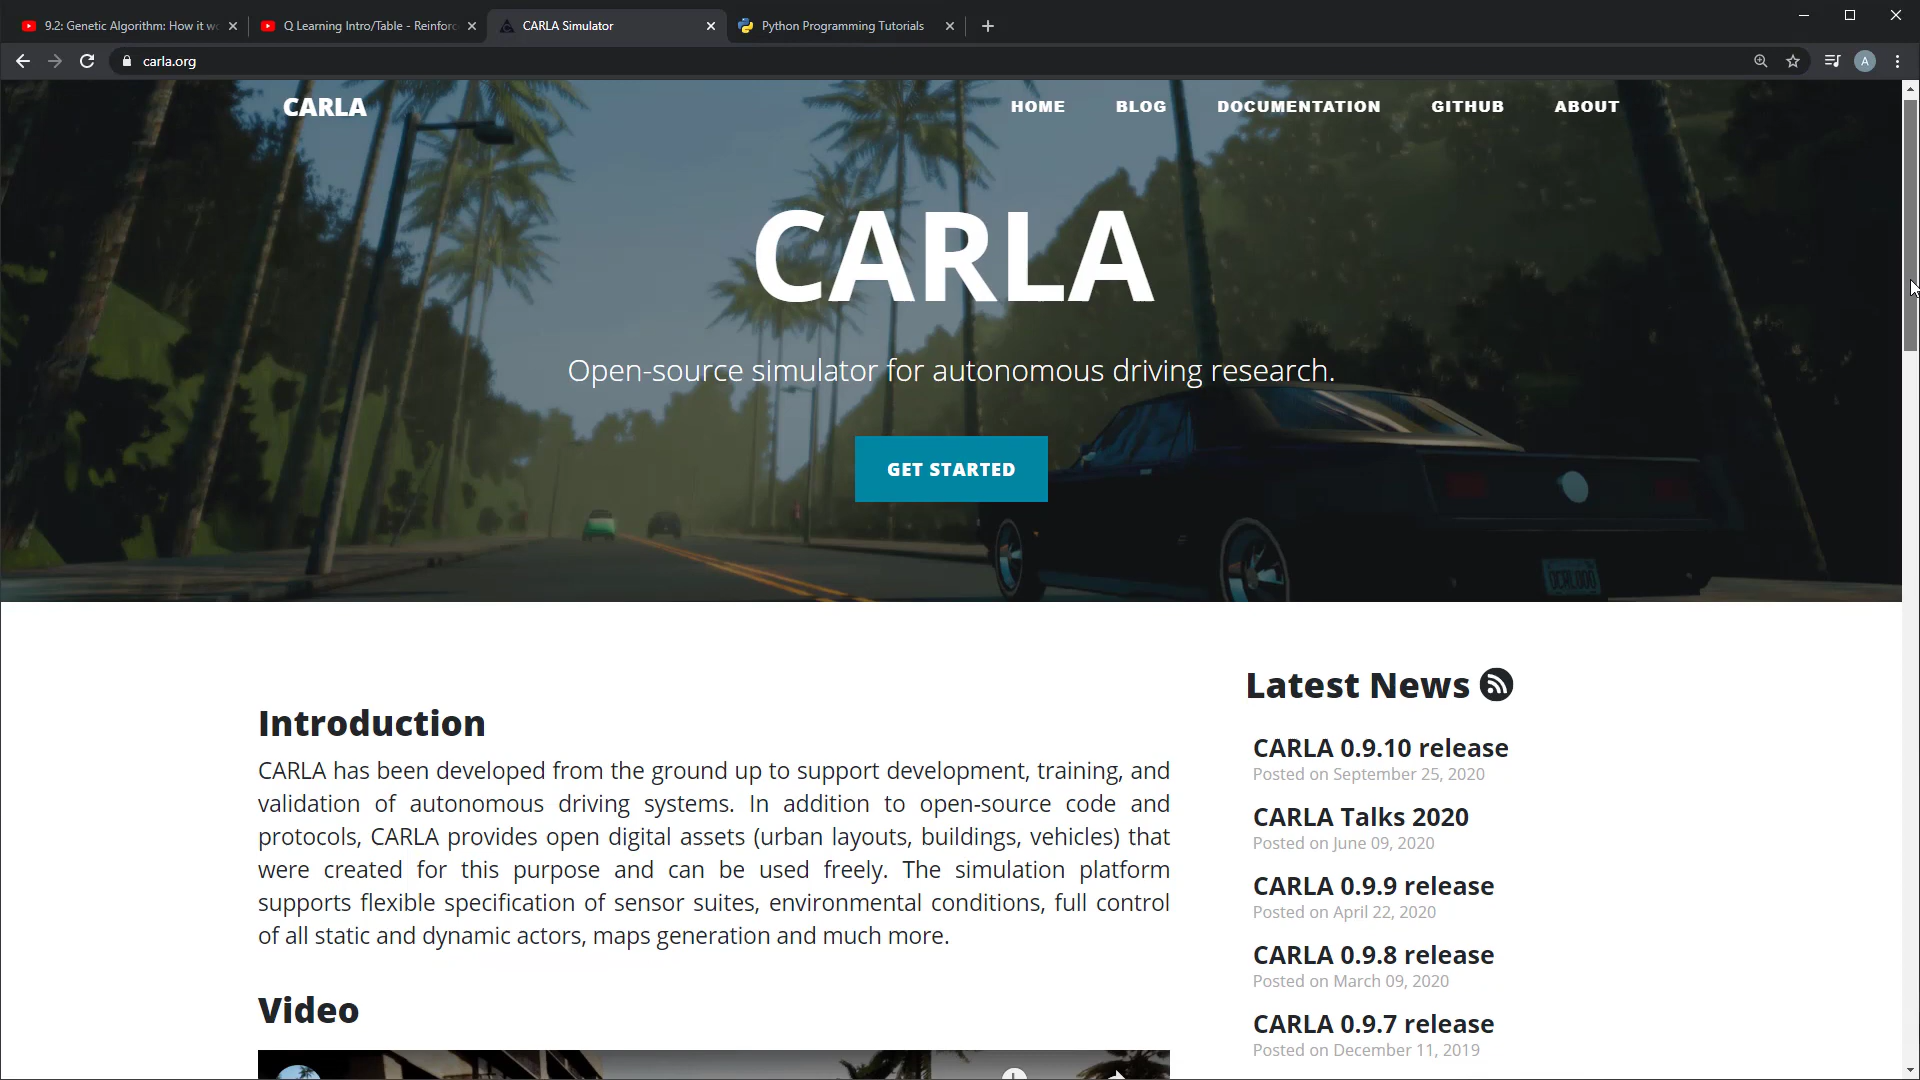 9.2: Genetic Algorithm: How it w
Q Learning Intro/Table - Reinforc
CARLA Simulator
Python Programming Tutorials
carla.org
A
CARLA
HOME
BLOG
DOCUMENTATION
GITHUB
ABOUT
CARLA
Open-source simulator for autonomous driving research.
GET STARTED
Introduction
CARLA has been developed from the ground up to support development, training, and
validation of autonomous driving systems. In addition to open-source code and
protocols, CARLA provides open digital assets (urban layouts, buildings, vehicles) that
were created for this purpose and can be used freely. The simulation platform
supports flexible specification of sensor suites, environmental conditions, full control
of all static and dynamic actors, maps generation and much more.
Video
Latest News
CARLA 0.9.10 release
Posted on September 25, 2020
CARLA Talks 2020
Posted on June 09, 2020
CARLA 0.9.9 release
Posted on April 22, 2020
CARLA 0.9.8 release
Posted on March 09, 2020
CARLA 0.9.7 release
Posted on December 11, 2019